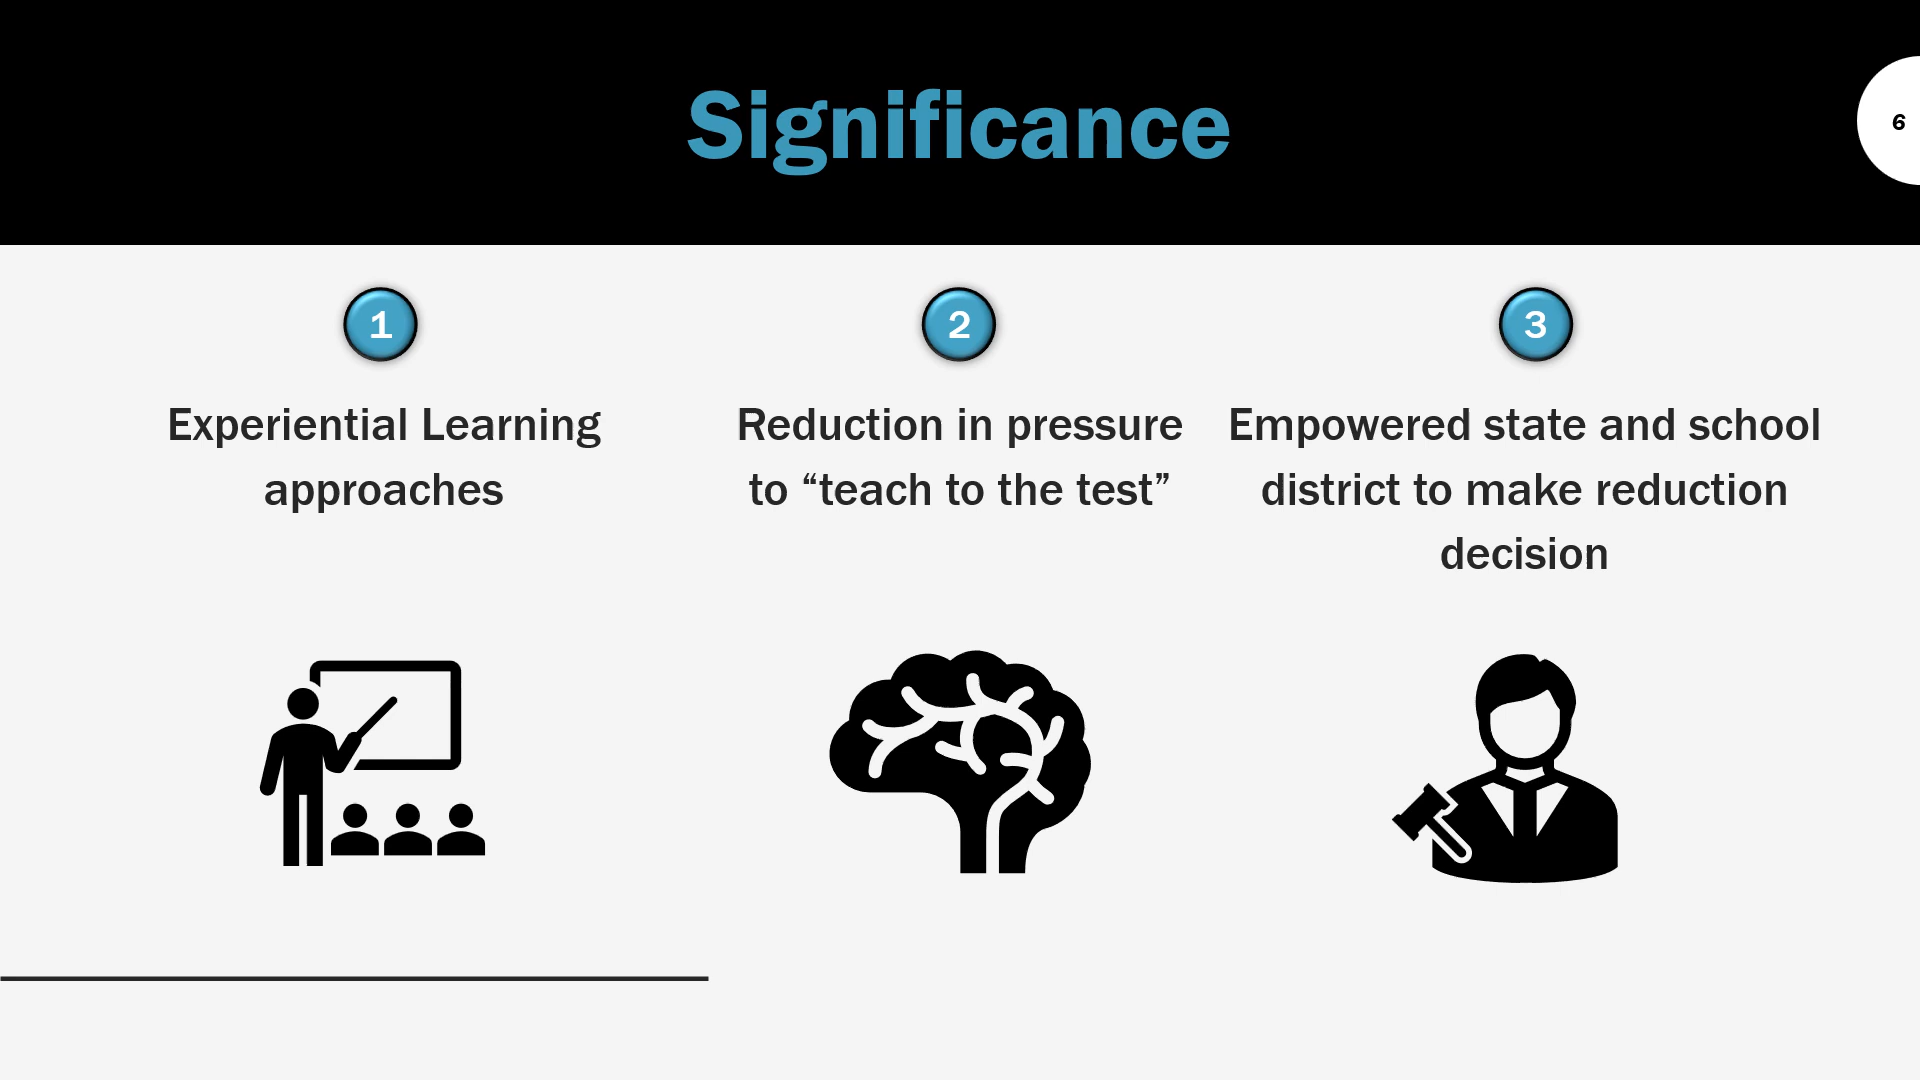 Significance
6
1
Experiential Learning
approaches
2
Reduction in pressure
to “teach to the test”
3
Empowered state and school
district to make reduction
decision